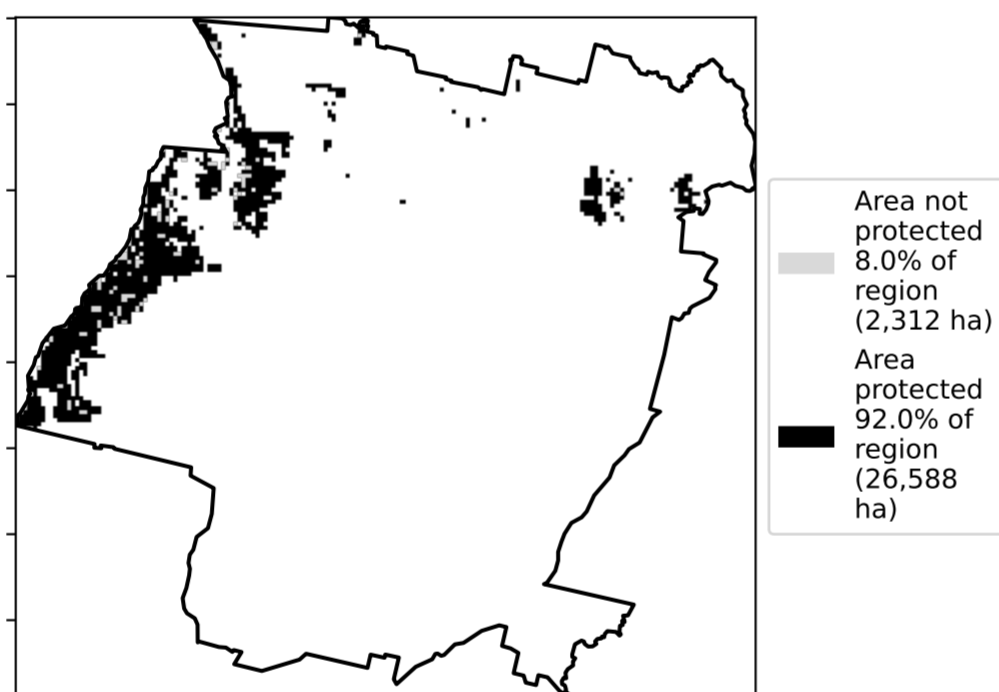 Area not
protected
8.0% of
region
(2,312 ha)
Area
protected
92.0% of
region
(26,588
ha)